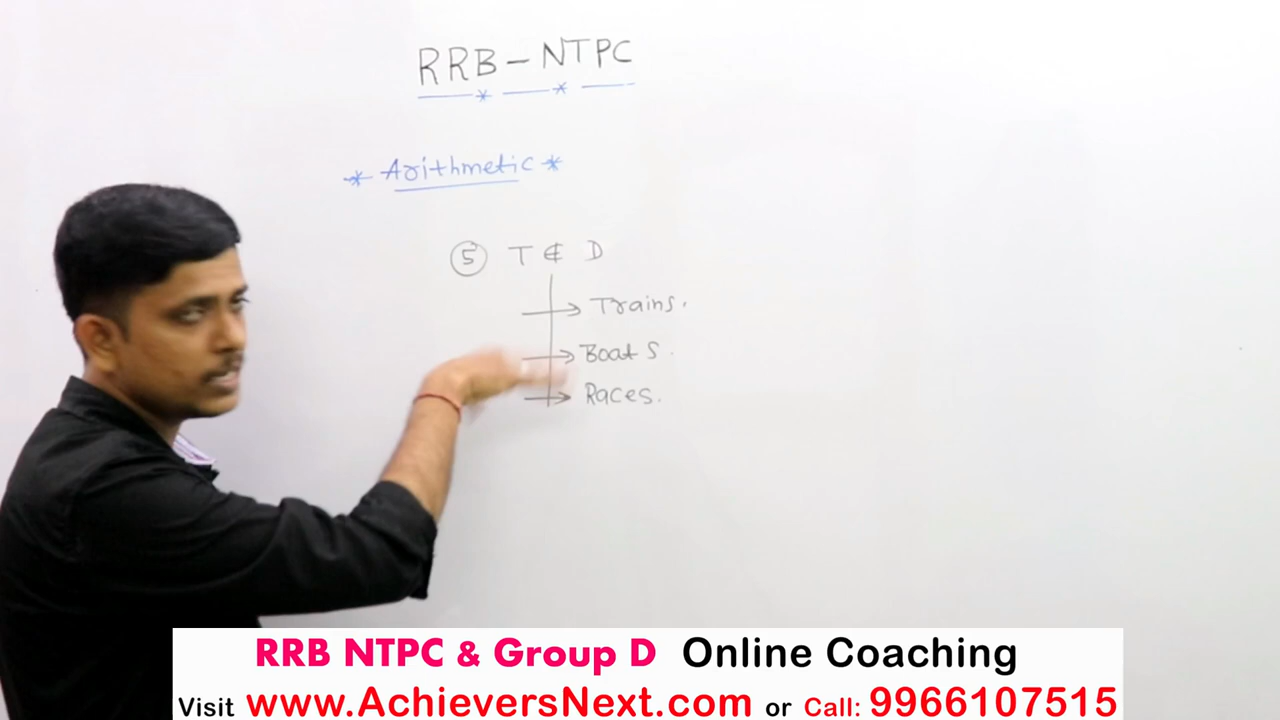 RRB - NTPC
* Arithmetic *
5 T & D
→ Trains.
→ Boats.
→ Races.
RRB NTPC & Group D Online Coaching
Visit www.AchieversNext.com or Call: 9966107515